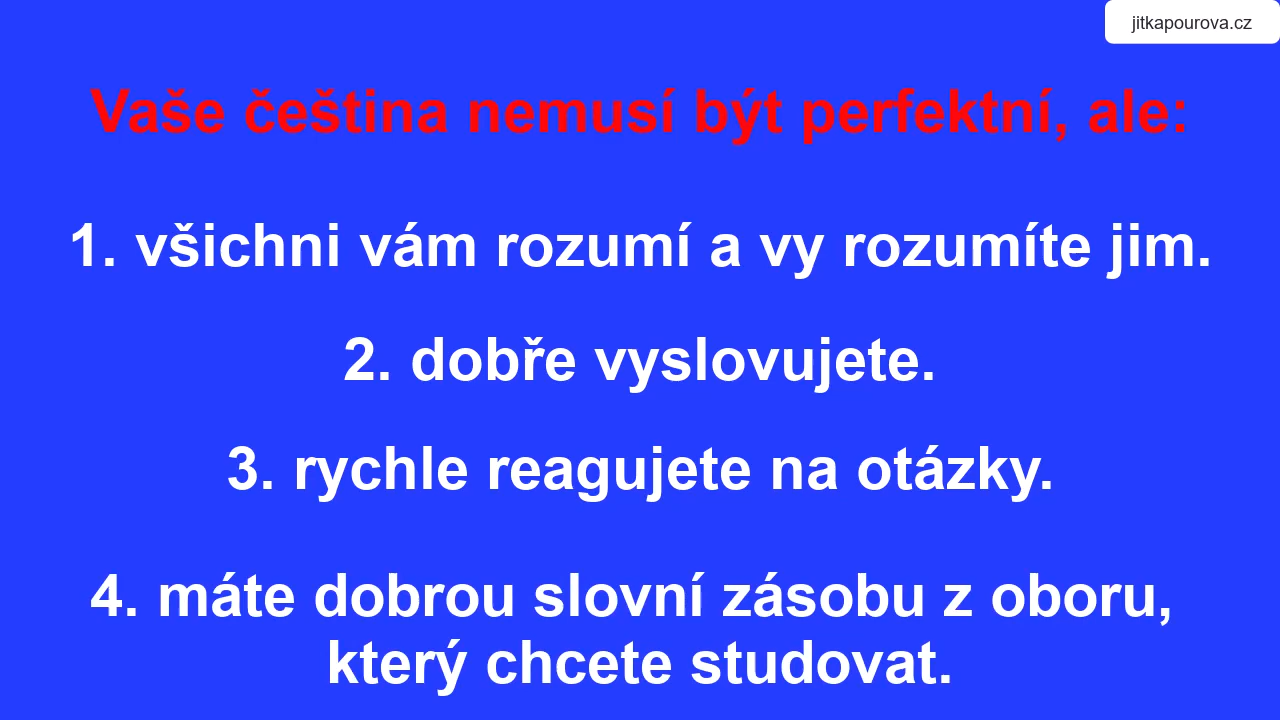 jitkapourova.cz
Vaše čeština nemusí být perfektní, ale:
1. všichni vám rozumí a vy rozumíte jim.
2. dobře vyslovujete.
3. rychle reagujete na otázky.
4. máte dobrou slovní zásobu z oboru,
který chcete studovat.